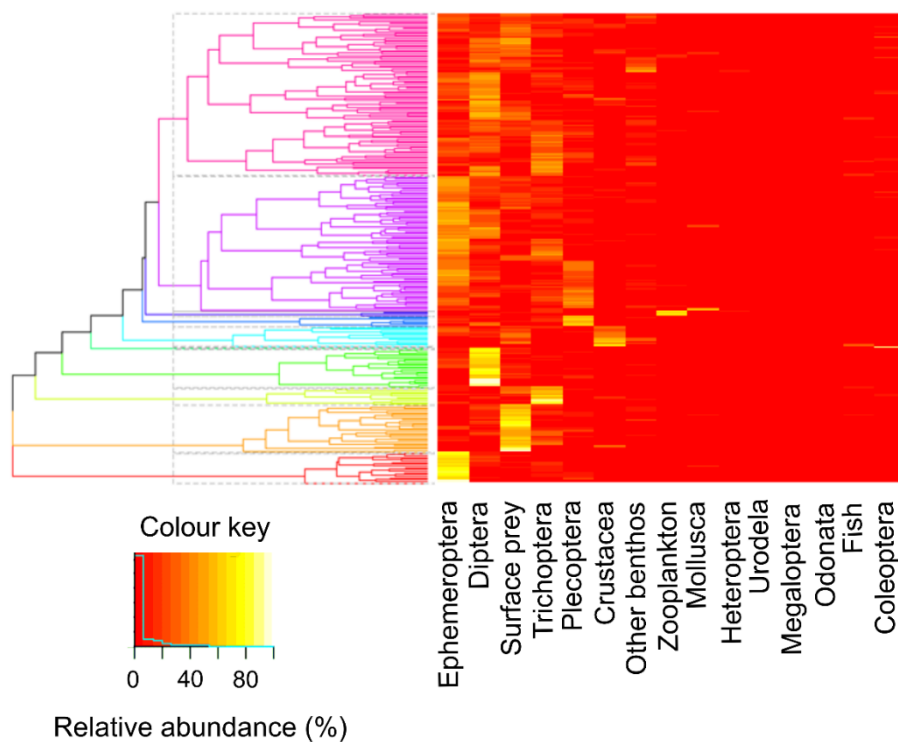 Ephemeroptera
Diptera
Surface prey
Trichoptera
Plecoptera
Crustacea
Other benthos
Zooplankton
Mollusca
Heteroptera
Urodela
Megaloptera
Odonata
Fish
Coleoptera
Colour key
0 40 80
Relative abundance (%)